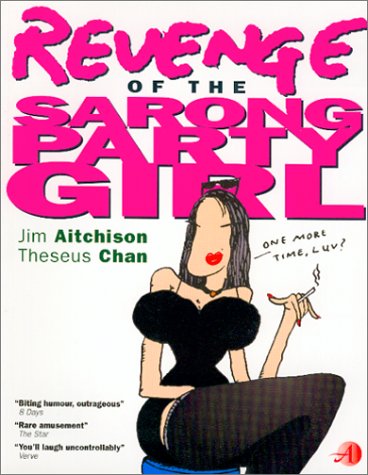 REVENGE
OF THE
SARONG
PARTY
GIRL
Jim Aitchison
Theseus Chan
ONE MORE
TIME, LUV?
"Biting humour, outrageous"
8 Days
"Rare amusement"
The Star
"You'll laugh uncontrollably"
Verve
A